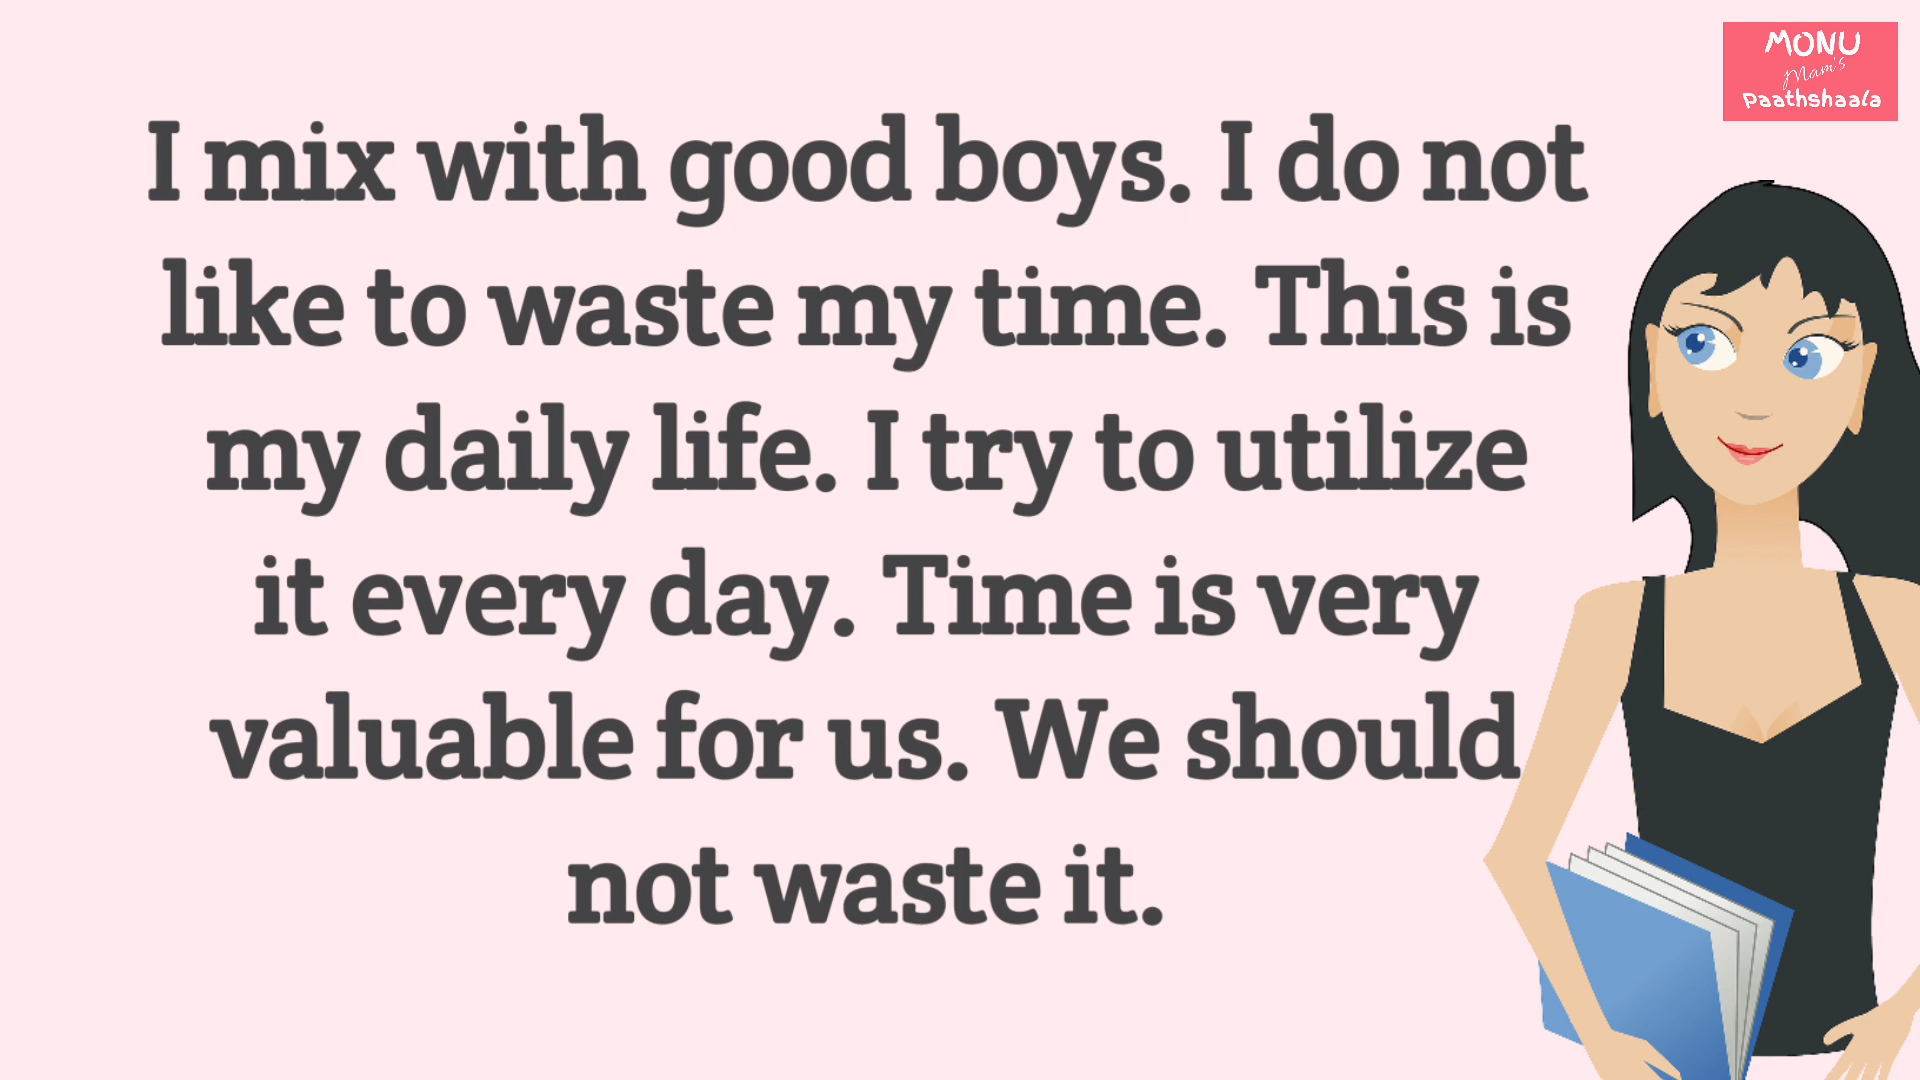 MONU
Mam's
Paathshaala
I mix with good boys. I do not
like to waste my time. This is
my daily life. I try to utilize
it every day. Time is very
valuable for us. We should
not waste it.